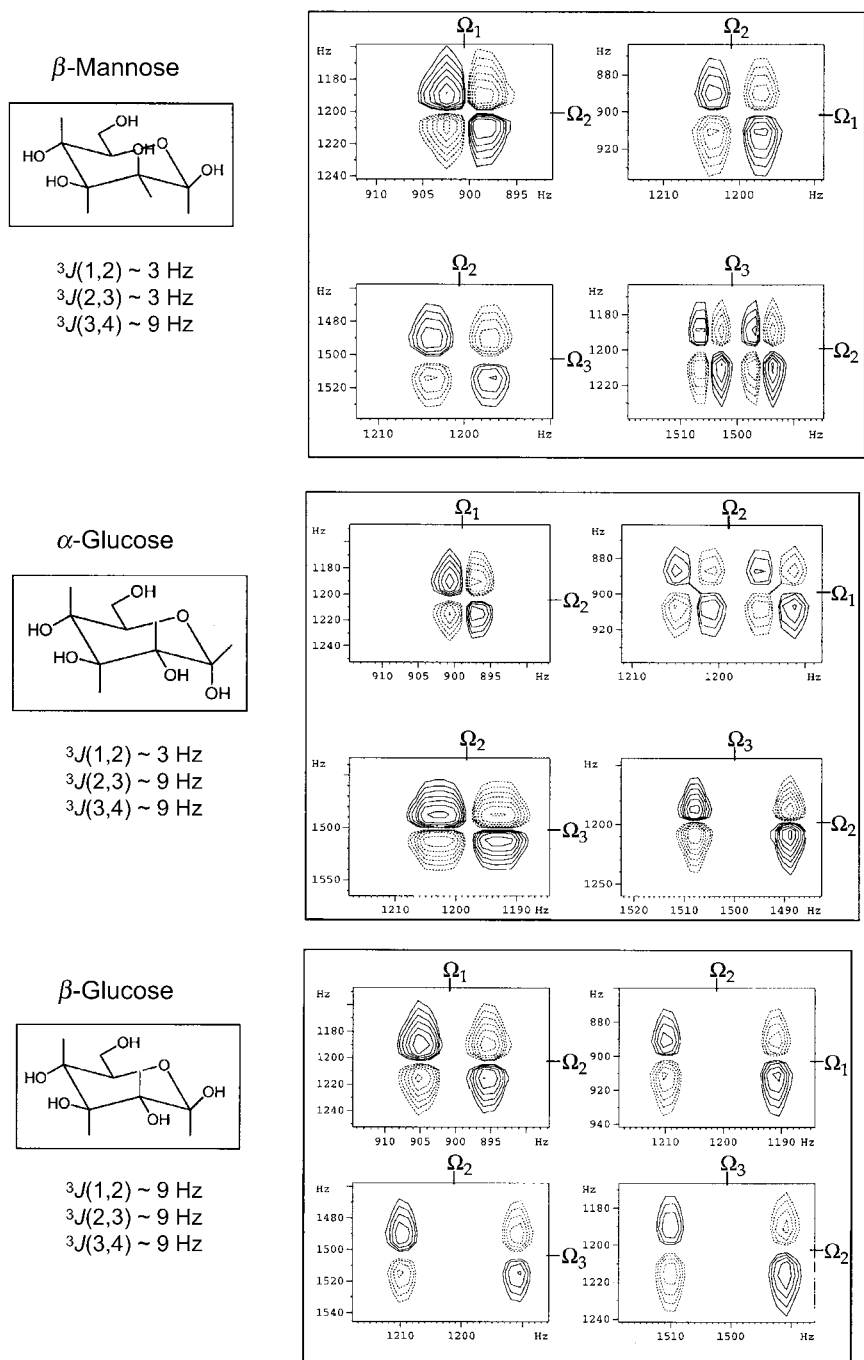 β-Mannose
OH
HO
OH
O
HO
OH
³J(1,2) ~ 3 Hz
³J(2,3) ~ 3 Hz
³J(3,4) ~ 9 Hz
Ω₁
Hz
1180
1200
1220
1240
Ω₂
910 905 900 895 Hz
Ω₂
Hz
880
900
920
Ω₁
1210 1200 Hz
Ω₂
Hz
1480
1500
1520
Ω₃
1210 1200 Hz
Ω₃
Hz
1180
1200
1220
Ω₂
1510 1500 Hz
α-Glucose
OH
HO
O
HO
OH
OH
³J(1,2) ~ 3 Hz
³J(2,3) ~ 9 Hz
³J(3,4) ~ 9 Hz
Ω₁
Hz
1180
1200
1220
1240
Ω₂
910 905 900 895 Hz
Ω₂
Hz
880
900
920
Ω₁
1210 1200 Hz
Ω₂
Hz
1500
1550
Ω₃
1210 1200 1190 Hz
Ω₃
Hz
1200
1250
Ω₂
1520 1510 1500 1490 Hz
β-Glucose
OH
HO
O
HO
OH
OH
³J(1,2) ~ 9 Hz
³J(2,3) ~ 9 Hz
³J(3,4) ~ 9 Hz
Ω₁
Hz
1180
1200
1220
1240
Ω₂
910 905 900 895 Hz
Ω₂
Hz
880
900
920
940
Ω₁
1210 1200 1190 Hz
Ω₂
Hz
1480
1500
1520
1540
Ω₃
1210 1200 Hz
Ω₃
Hz
1180
1200
1220
1240
Ω₂
1510 1500 Hz